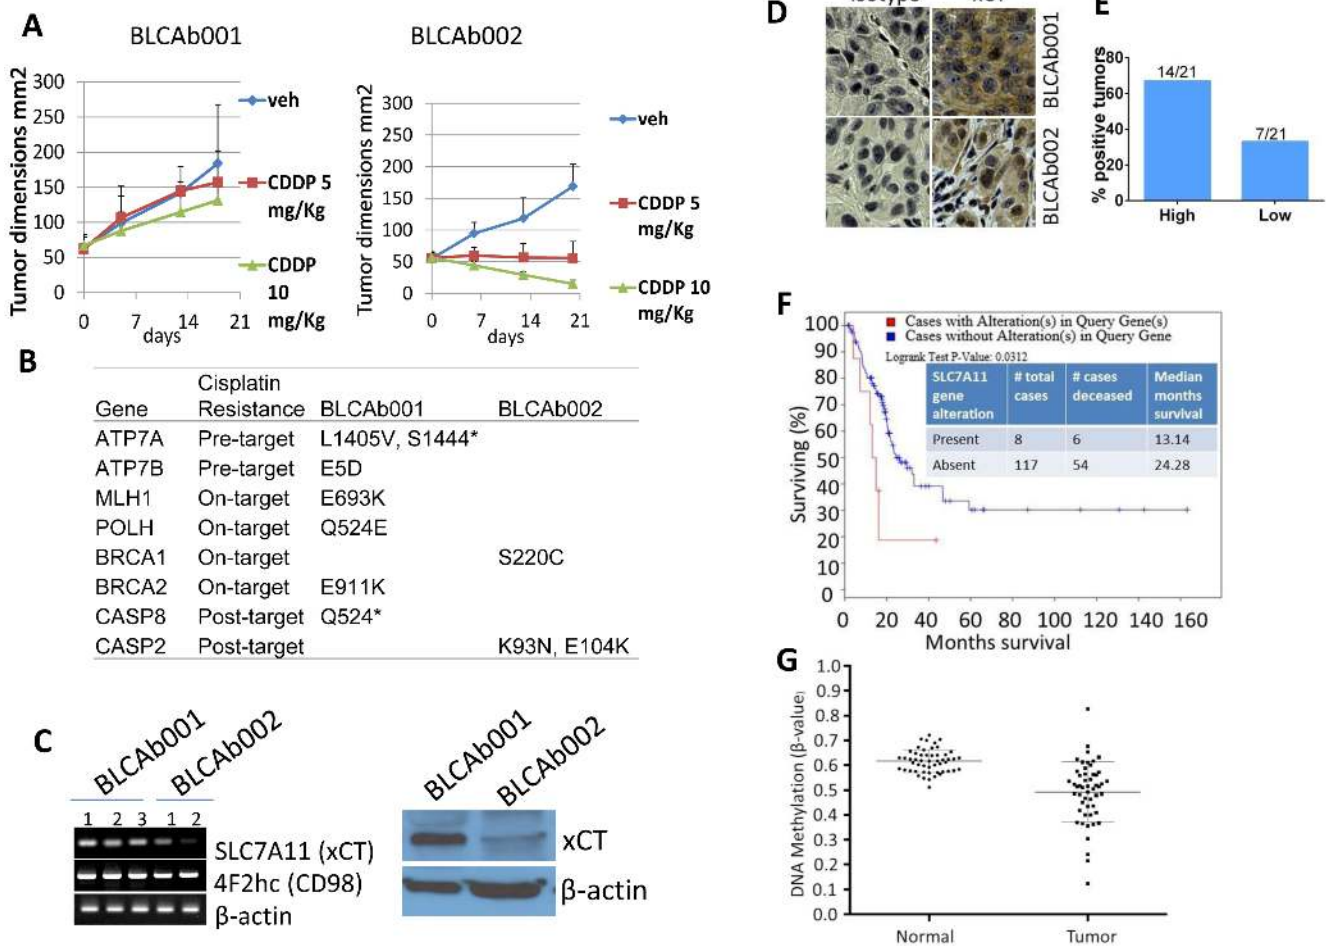 A
BLCAb001
BLCAb002
Tumor dimensions mm2
300
250
200
150
100
50
0
0 7 14 21
days
veh
CDDP 5
mg/Kg
CDDP
10
mg/Kg
Tumor dimensions mm2
300
250
200
150
100
50
0
0 7 14 21
days
veh
CDDP 5
mg/Kg
CDDP 10
mg/Kg
B
Cisplatin
Gene Resistance BLCAb001 BLCAb002
ATP7A Pre-target L1405V, S1444*
ATP7B Pre-target E5D
MLH1 On-target E693K
POLH On-target Q524E
BRCA1 On-target S220C
BRCA2 On-target E911K
CASP8 Post-target Q524*
CASP2 Post-target K93N, E104K
C
BLCAb001
BLCAb002
1 2 3 1 2
SLC7A11 (xCT)
4F2hc (CD98)
β-actin
BLCAb001
BLCAb002
xCT
β-actin
D
BLCAb001
BLCAb002
E
% positive tumors
80
60
40
20
0
14/21
7/21
High Low
F
Surviving (%)
100
90
80
70
60
50
40
30
20
10
0
0 20 40 60 80 100 120 140 160
Months survival
Cases with Alteration(s) in Query Gene(s)
Cases without Alteration(s) in Query Gene
Logrank Test P-Value: 0.0312
SLC7A11 # total # cases Median
gene cases deceased months
alteration survival
Present 8 6 13.14
Absent 117 54 24.28
G
DNA Methylation (β-value)
1.0
0.9
0.8
0.7
0.6
0.5
0.4
0.3
0.2
0.1
0.0
Normal Tumor